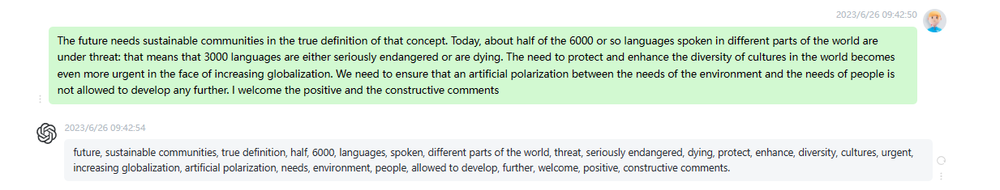 2023/6/26 09:42:50
The future needs sustainable communities in the true definition of that concept. Today, about half of the 6000 or so languages spoken in different parts of the world are
under threat: that means that 3000 languages are either seriously endangered or are dying. The need to protect and enhance the diversity of cultures in the world becomes
even more urgent in the face of increasing globalization. We need to ensure that an artificial polarization between the needs of the environment and the needs of people is
not allowed to develop any further. I welcome the positive and the constructive comments
2023/6/26 09:42:54
future, sustainable communities, true definition, half, 6000, languages, spoken, different parts of the world, threat, seriously endangered, dying, protect, enhance, diversity, cultures, urgent,
increasing globalization, artificial polarization, needs, environment, people, allowed to develop, further, welcome, positive, constructive comments.